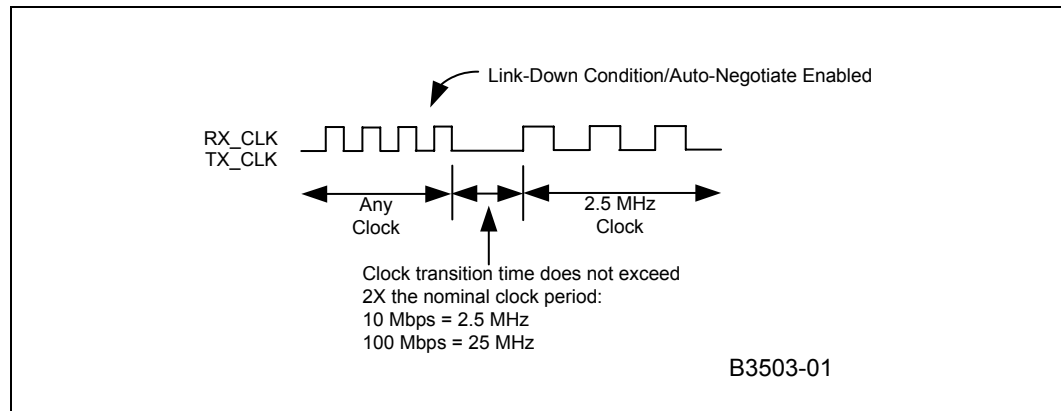 Link-Down Condition/Auto-Negotiate Enabled
RX_CLK
TX_CLK
Any
Clock
2.5 MHz
Clock
Clock transition time does not exceed
2X the nominal clock period:
10 Mbps = 2.5 MHz
100 Mbps = 25 MHz
B3503-01